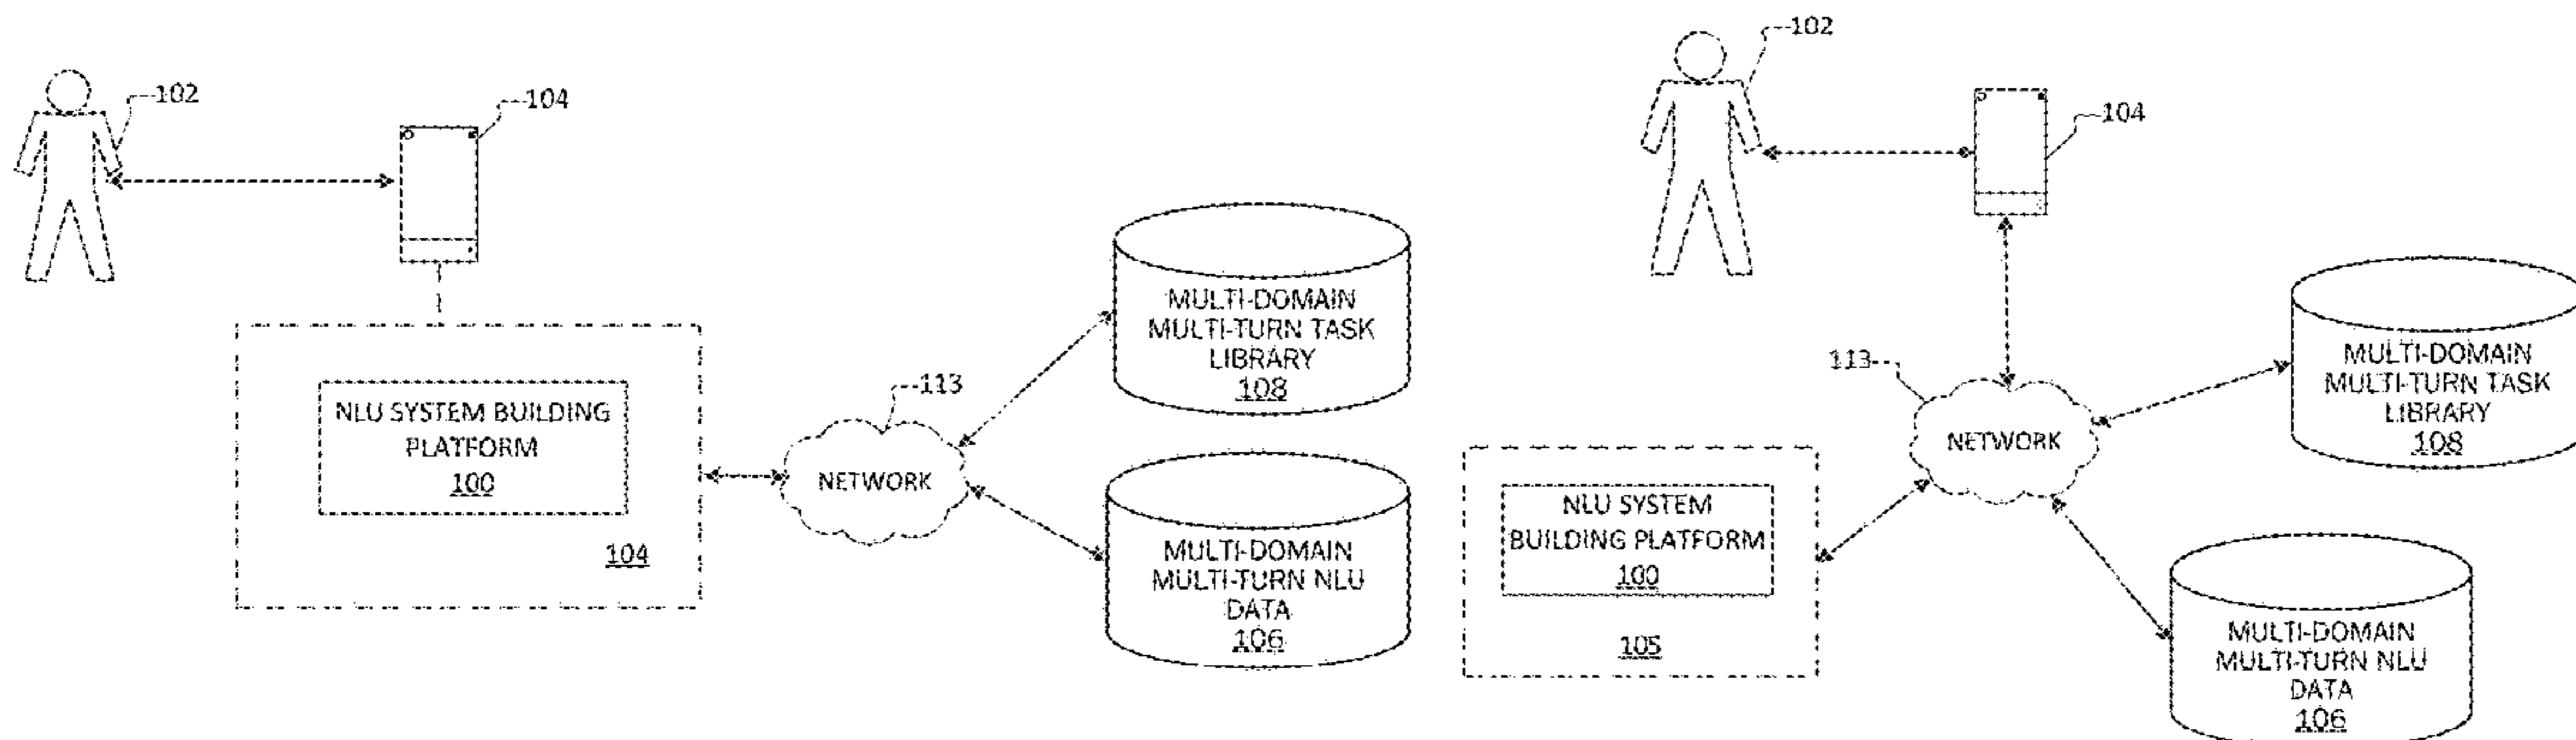 102
104
MULTI-DOMAIN
MULTI-TURN TASK
LIBRARY
108
NLU SYSTEM BUILDING
PLATFORM
100
104
113
NETWORK
MULTI-DOMAIN
MULTI-TURN NLU
DATA
106
102
104
113
NETWORK
MULTI-DOMAIN
MULTI-TURN TASK
LIBRARY
108
NLU SYSTEM
BUILDING PLATFORM
100
105
MULTI-DOMAIN
MULTI-TURN NLU
DATA
106